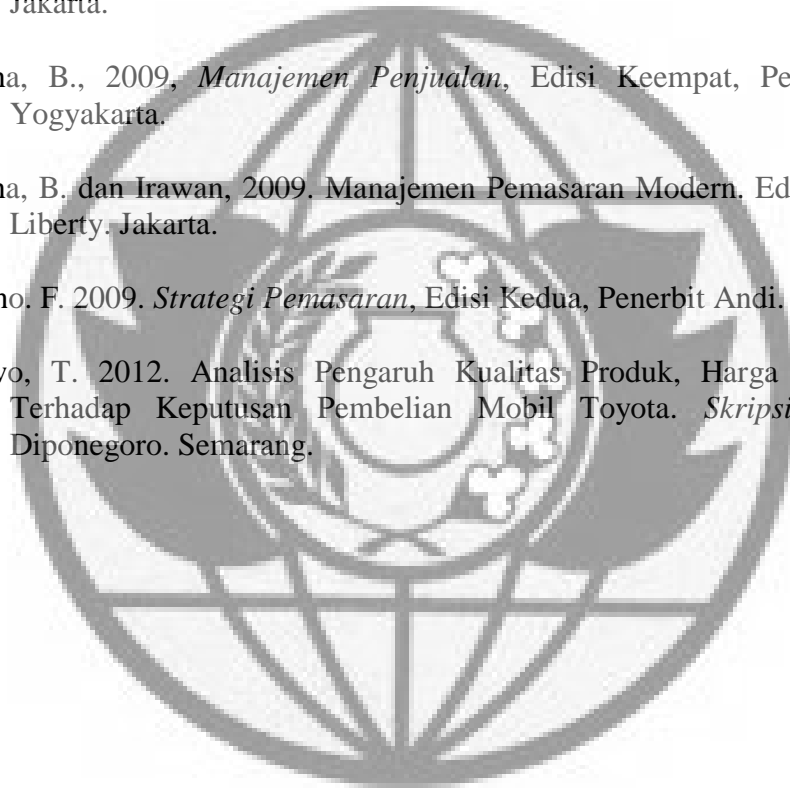 Jakarta.
na, B., 2009, Manajemen Penjualan, Edisi Keempat, Pe
Yogyakarta.
na, B. dan Irawan, 2009. Manajemen Pemasaran Modern. Ed
Liberty. Jakarta.
no. F. 2009. Strategi Pemasaran, Edisi Kedua, Penerbit Andi.
yo, T. 2012. Analisis Pengaruh Kualitas Produk, Harga
Terhadap Keputusan Pembelian Mobil Toyota. Skripsi
Diponegoro. Semarang.